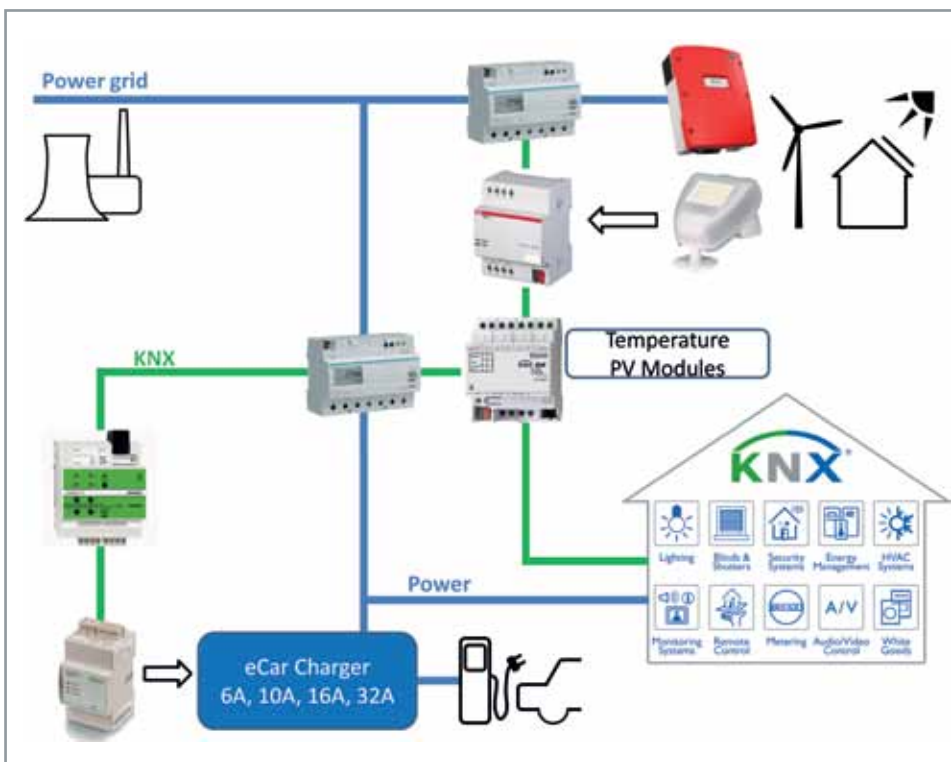 Power grid
Temperature
PV Modules
KNX
KNX®
Lighting
Blinds &
Shutters
Security
Systems
Energy
Management
HVAC
Systems
Power
Monitoring
Systems
Remote
Control
Metering
Audio/Video
Control
White
Goods
A/V
eCar Charger
6A, 10A, 16A, 32A